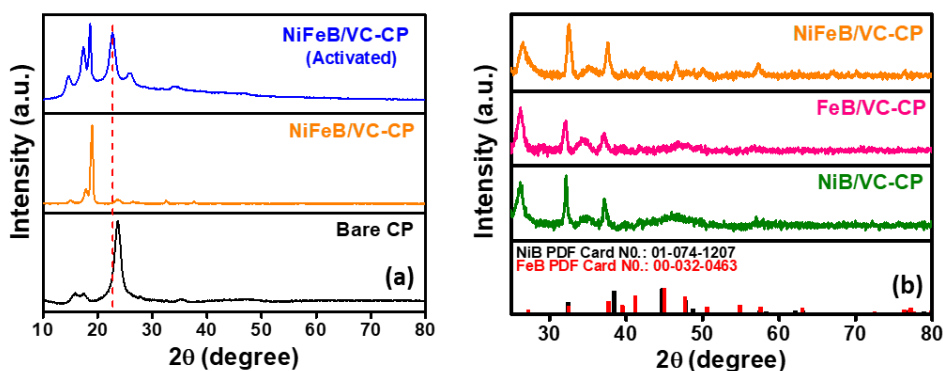 NiFeB/VC-CP
(Activated)
NiFeB/VC-CP
Bare CP
(a)
Intensity (a.u.)
10 20 30 40 50 60 70 80
2θ (degree)
NiFeB/VC-CP
FeB/VC-CP
NiB/VC-CP
NiB PDF Card N0.: 01-074-1207
FeB PDF Card N0.: 00-032-0463
(b)
Intensity (a.u.)
30 40 50 60 70 80
2θ (degree)